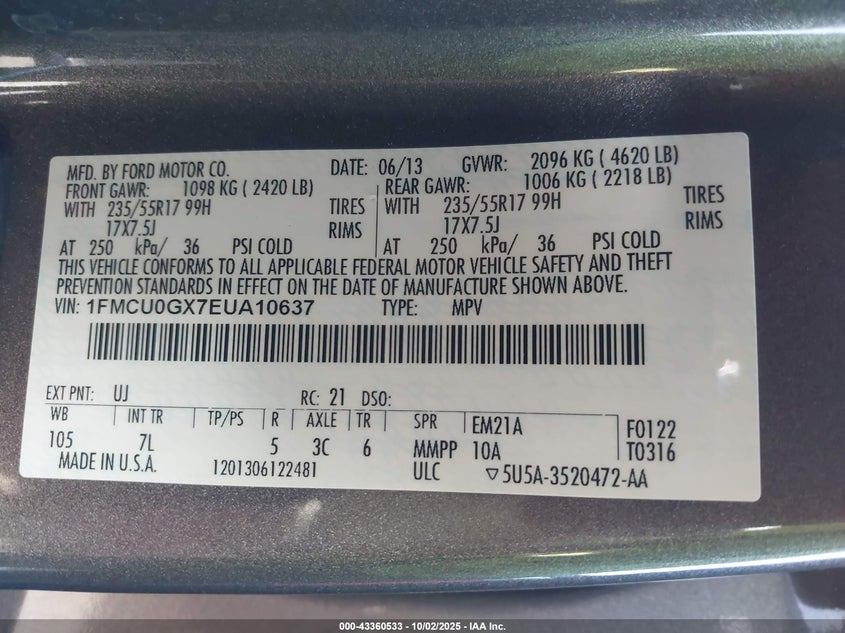 MFD. BY FORD MOTOR CO. DATE: 06/13 GVWR: 2096 KG ( 4620 LB)
FRONT GAWR: 1098 KG ( 2420 LB) REAR GAWR: 1006 KG ( 2218 LB)
WITH 235/55R17 99H TIRES WITH 235/55R17 99H TIRES
17X7.5J RIMS 17X7.5J RIMS
AT 250 kPa/ 36 PSI COLD AT 250 kPa/ 36 PSI COLD
THIS VEHICLE CONFORMS TO ALL APPLICABLE FEDERAL MOTOR VEHICLE SAFETY AND THEFT
PREVENTION STANDARDS IN EFFECT ON THE DATE OF MANUFACTURE SHOWN ABOVE.
VIN: 1FMCU0GX7EUA10637 TYPE: MPV
EXT PNT: UJ RC: 21 DSO:
WB INT TR TP/PS R AXLE TR SPR EM21A F0122
105 7L 5 3C 6 MMPP 10A T0316
MADE IN U.S.A. 1201306122481 ULC ▽5U5A-3520472-AA
000-43360533 - 10/02/2025 - IAA Inc.